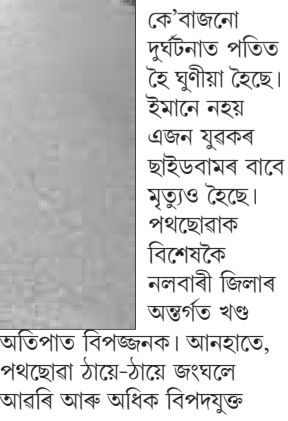 কে’বাজনো
দুৰ্ঘটনাত পতিত
হৈ ঘূণীয়া হৈছে।
ইমানে নহয়
এজন যুৱকৰ
ছাইডবামৰ বাবে
মৃত্যুও হৈছে।
পথছোৱাক
বিশেষকৈ
নলবাৰী জিলাৰ
অন্তৰ্গত খণ্ড
অতিপাত বিপজ্জনক। আনহাতে,
পথছোৱা ঠায়ে-ঠায়ে জংঘলে
আবৰি আৰু অধিক বিপদযুক্ত